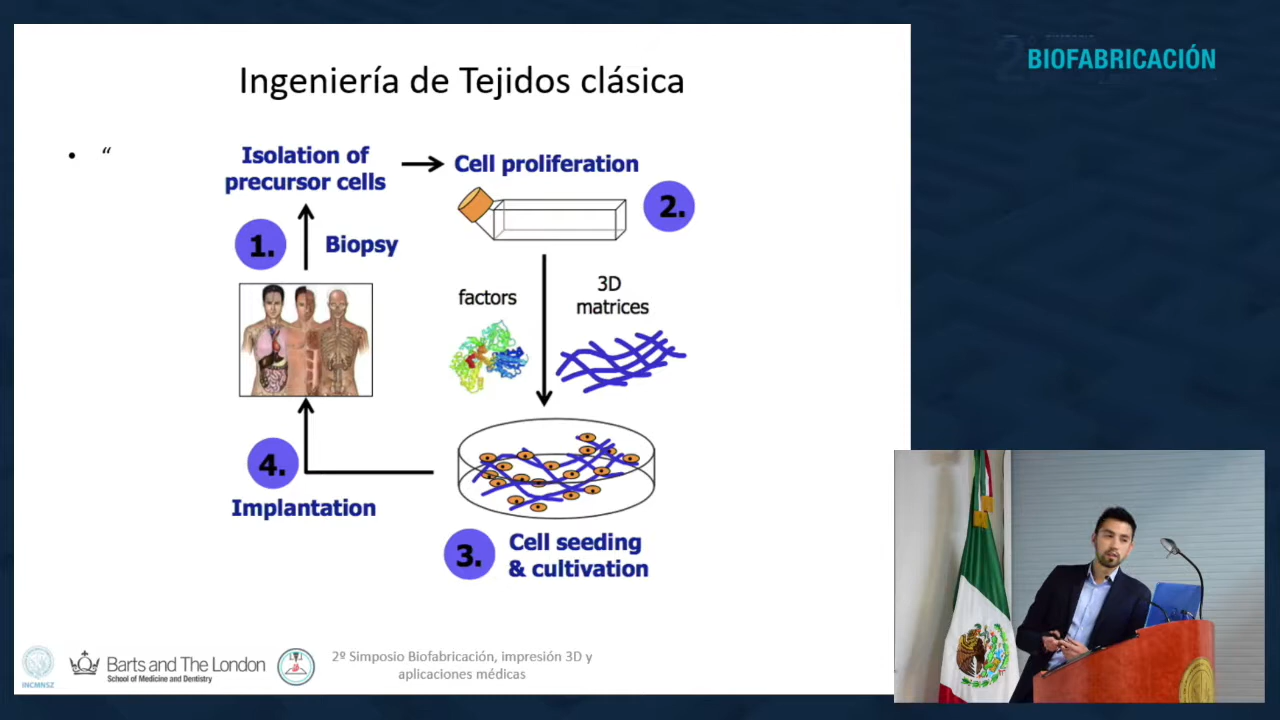 BIOFABRICACIÓN
Ingeniería de Tejidos clásica
• “
Isolation of
precursor cells
Cell proliferation
2.
1.
Biopsy
factors
3D
matrices
4.
Implantation
3.
Cell seeding
& cultivation
INCMNSZ
Barts and The London
School of Medicine and Dentistry
2º Simposio Biofabricación, impresión 3D y
aplicaciones médicas